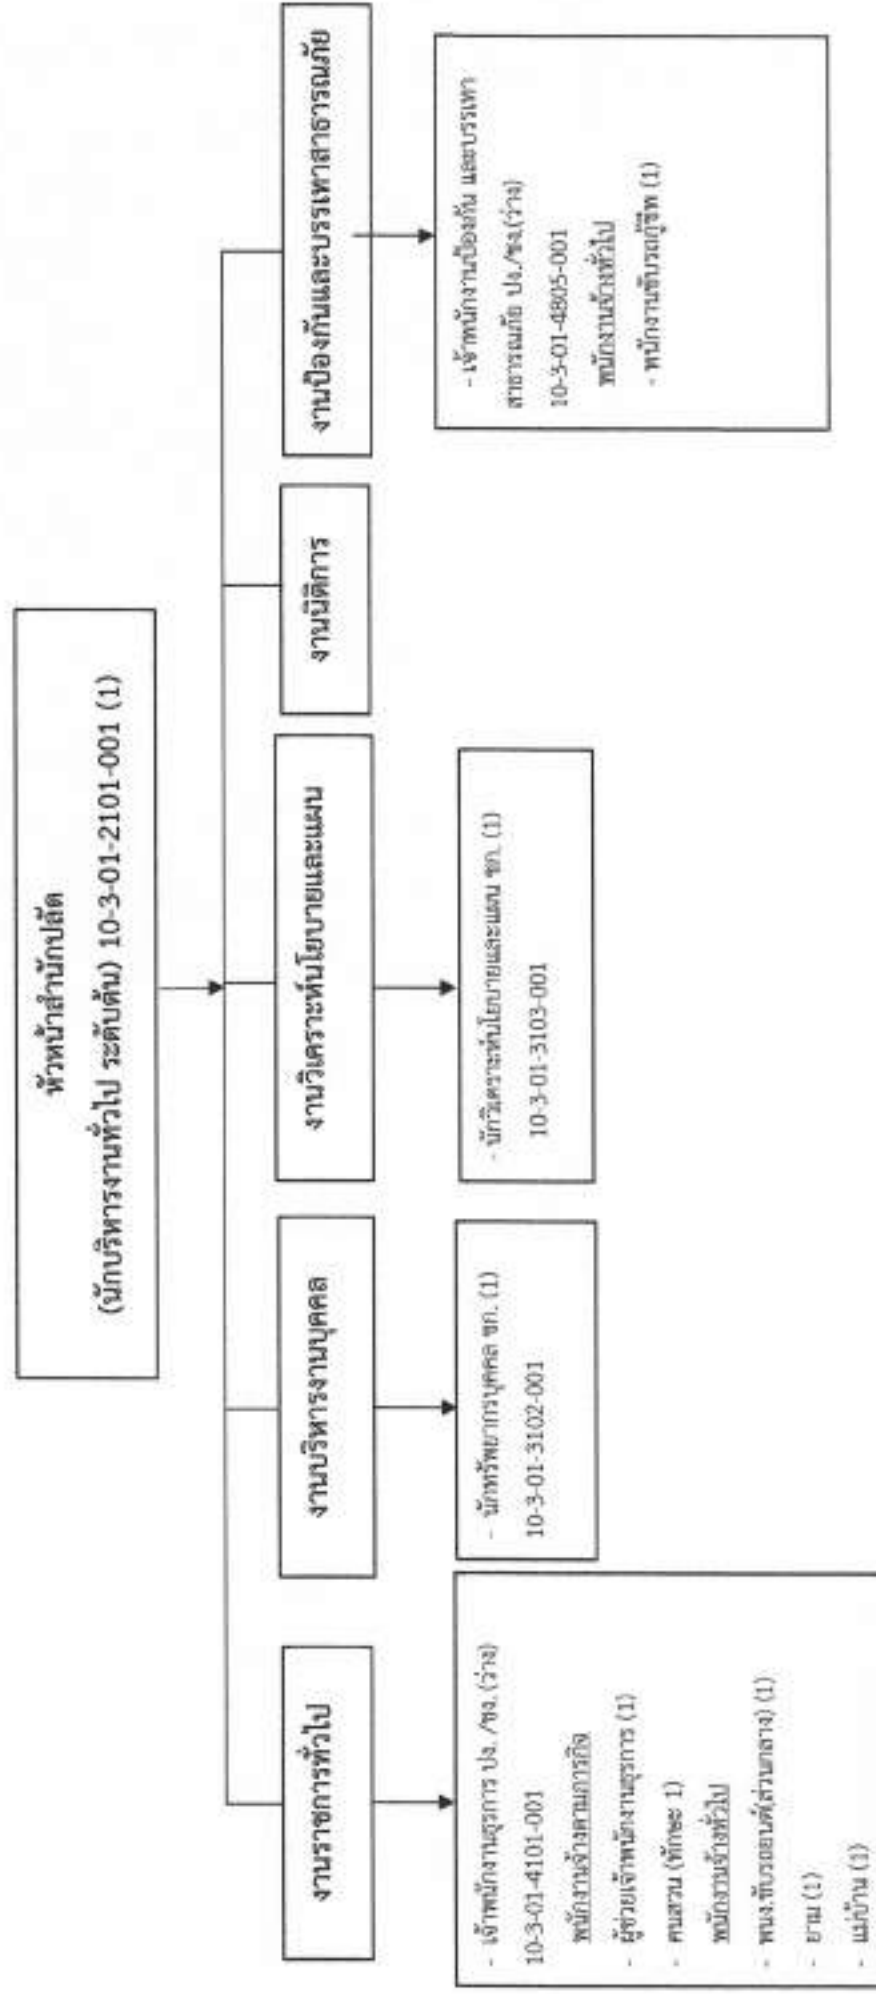 หัวหน้าสำนักปลัด
(นักบริหารงานทั่วไป ระดับต้น) 10-3-01-2101-001 (1)
งานราชการทั่วไป
งานบริหารงานบุคคล
งานวิเคราะห์นโยบายและแผน
งานนิติการ
งานป้องกันและบรรเทาสาธารณภัย
- เจ้าพนักงานธุรการ ปง. /ชง. (ว่าง)
10-3-01-4101-001
พนักงานจ้างตามภารกิจ
- ผู้ช่วยเจ้าพนักงานธุรการ (1)
- คนสวน (ทักษะ 1)
พนักงานจ้างทั่วไป
- พนง.ขับรถยนต์(ส่วนกลาง) (1)
- ยาม (1)
- แม่บ้าน (1)
- นักทรัพยากรบุคคล ชก. (1)
10-3-01-3102-001
- นักวิเคราะห์นโยบายและแผน ชก. (1)
10-3-01-3103-001
- เจ้าพนักงานป้องกัน และบรรเทา
สาธารณภัย ปง./ชง.(ว่าง)
10-3-01-4805-001
พนักงานจ้างทั่วไป
- พนักงานขับรถกู้ชีพ (1)